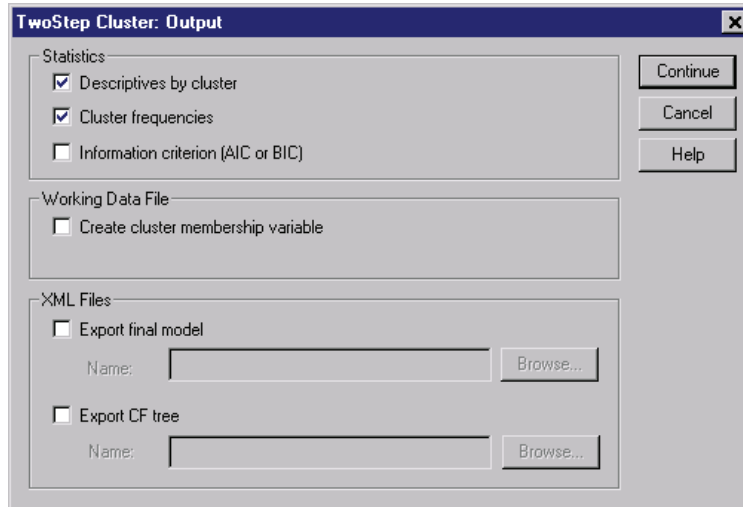 TwoStep Cluster: Output
Statistics
Descriptives by cluster
Cluster frequencies
Information criterion (AIC or BIC)
Working Data File
Create cluster membership variable
XML Files
Export final model
Name:
Browse...
Export CF tree
Name:
Browse...
Continue
Cancel
Help